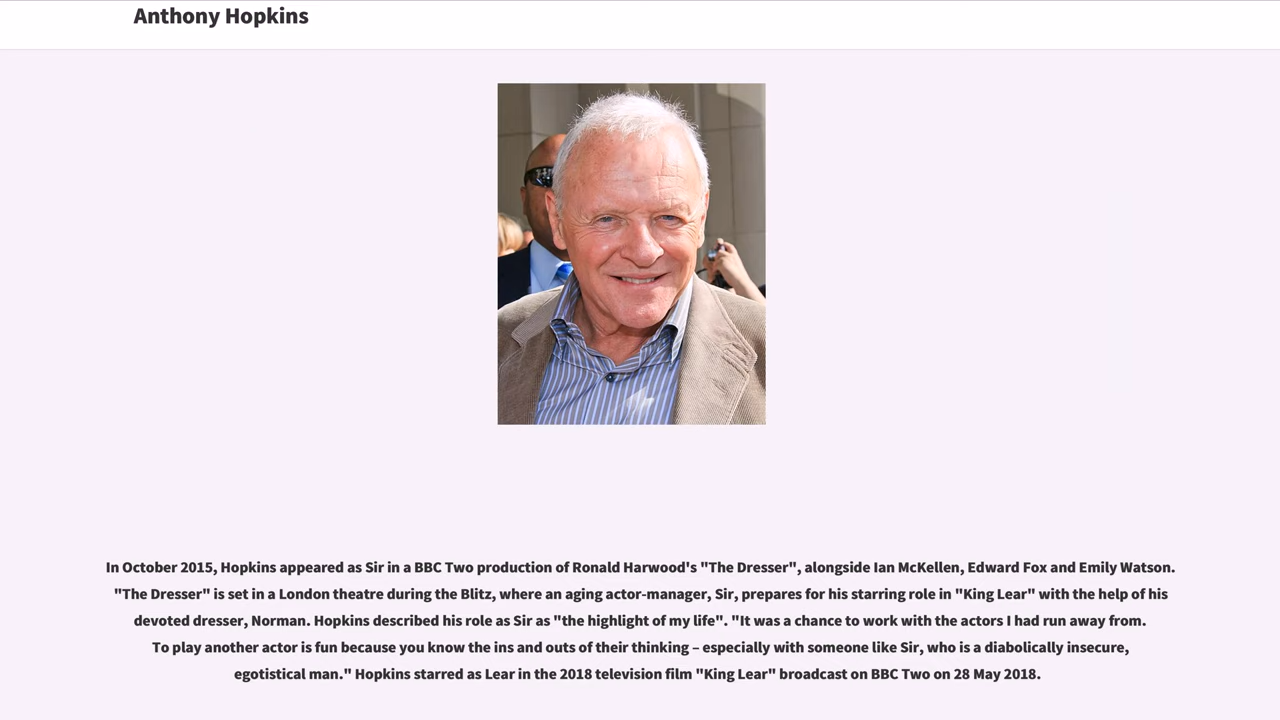 Anthony Hopkins
In October 2015, Hopkins appeared as Sir in a BBC Two production of Ronald Harwood's "The Dresser", alongside Ian McKellen, Edward Fox and Emily Watson.
"The Dresser" is set in a London theatre during the Blitz, where an aging actor-manager, Sir, prepares for his starring role in "King Lear" with the help of his
devoted dresser, Norman. Hopkins described his role as Sir as "the highlight of my life". "It was a chance to work with the actors I had run away from.
To play another actor is fun because you know the ins and outs of their thinking – especially with someone like Sir, who is a diabolically insecure,
egotistical man." Hopkins starred as Lear in the 2018 television film "King Lear" broadcast on BBC Two on 28 May 2018.